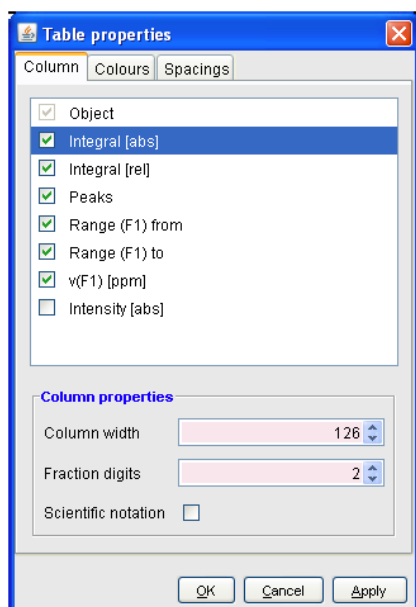 Table properties
Column Colours Spacings
Object
Integral [abs]
Integral [rel]
Peaks
Range (F1) from
Range (F1) to
v(F1) [ppm]
Intensity [abs]
Column properties
Column width 126
Fraction digits 2
Scientific notation
OK Cancel Apply